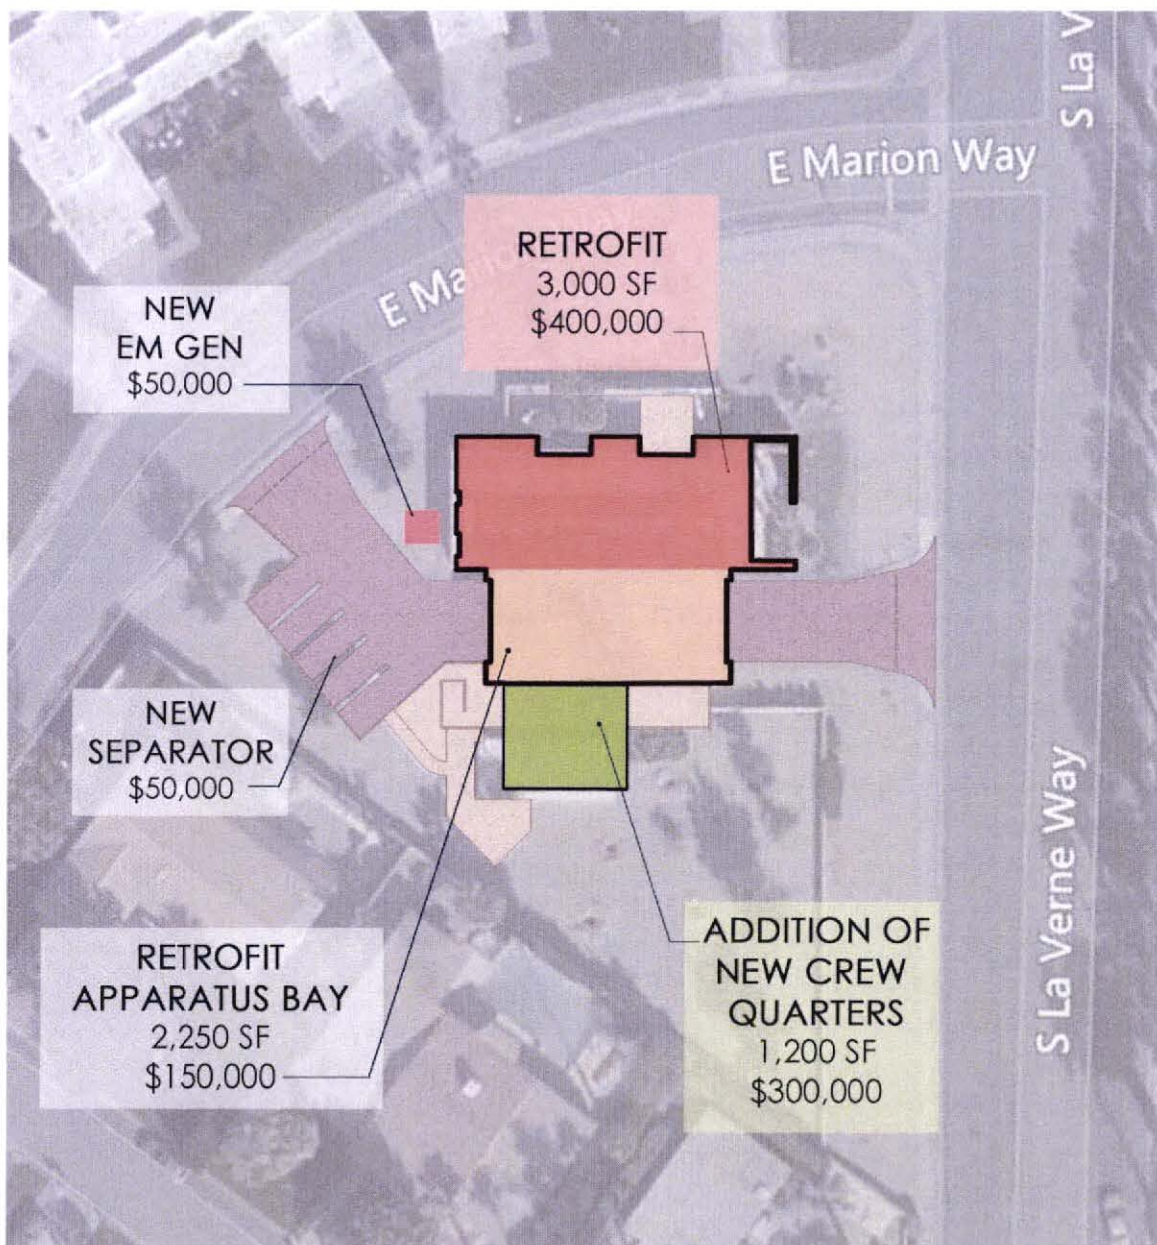 S La V
E Marion Way
E Ma
RETROFIT
3,000 SF
$400,000
NEW
EM GEN
$50,000
NEW
SEPARATOR
$50,000
RETROFIT
APPARATUS BAY
2,250 SF
$150,000
ADDITION OF
NEW CREW
QUARTERS
1,200 SF
$300,000
S La Verne Way